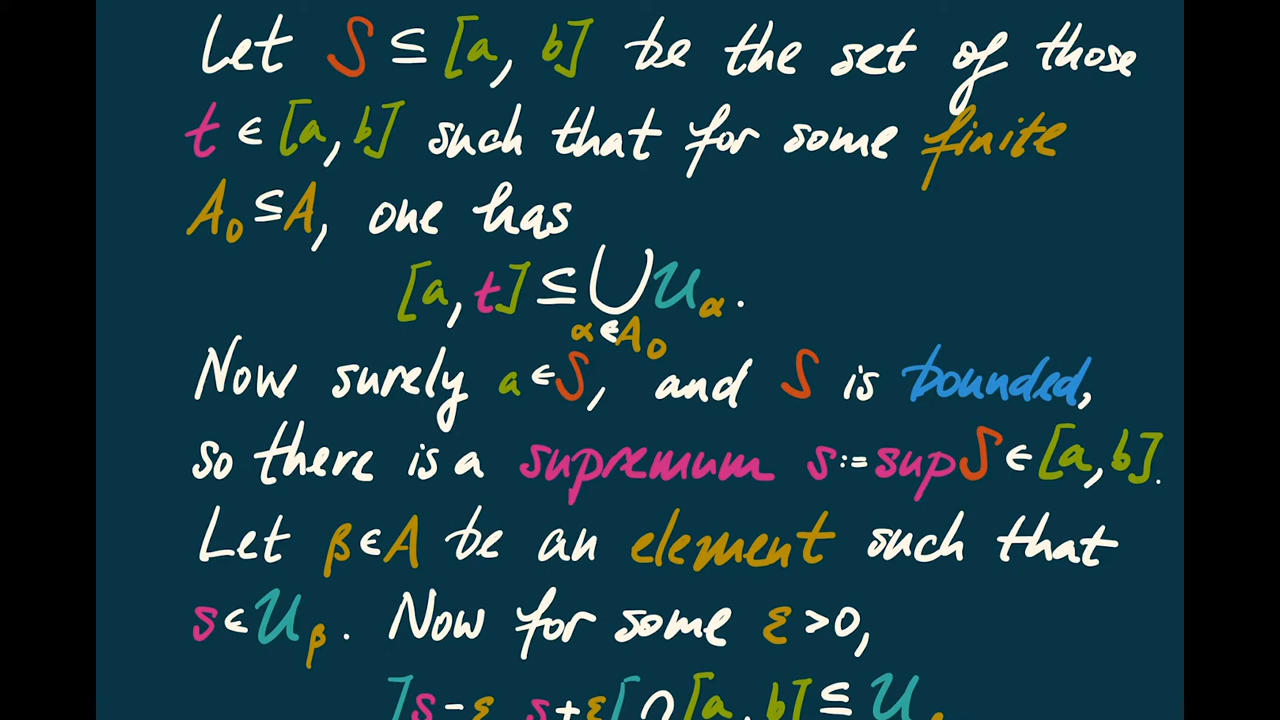 Let S ⊆ [a, b] be the set of those
t ∈ [a, b] such that for some finite
A₀ ⊆ A, one has
[a, t] ⊆ ⋃ 𝒰_α .
α ∈ A₀
Now surely a ∈ S, and S is bounded,
so there is a supremum s := sup S ∈ [a, b].
Let β ∈ A be an element such that
s ∈ 𝒰_β . Now for some ε > 0,
]s − ε, s + ε[ ∩ [a, b] ⊆ 𝒰